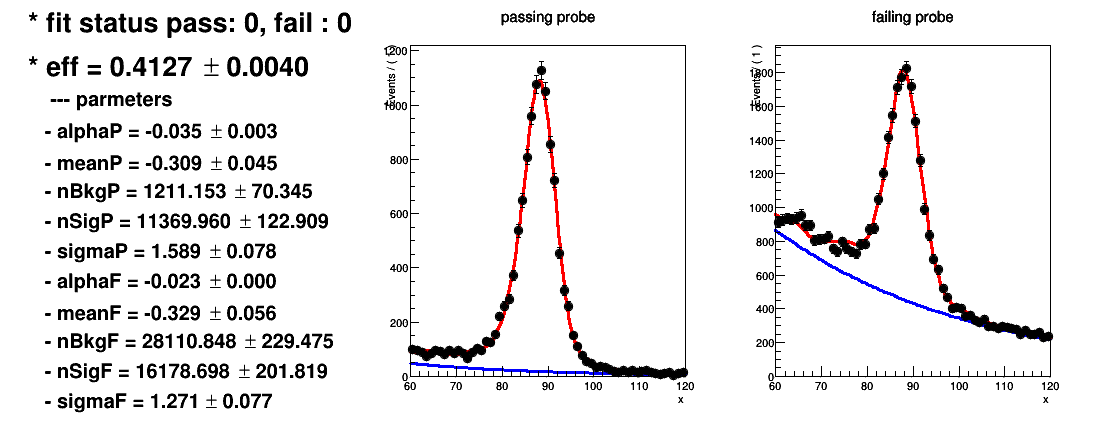 * fit status pass: 0, fail : 0
* eff = 0.4127 ± 0.0040
--- parmeters
- alphaP = -0.035 ± 0.003
- meanP = -0.309 ± 0.045
- nBkgP = 1211.153 ± 70.345
- nSigP = 11369.960 ± 122.909
- sigmaP = 1.589 ± 0.078
- alphaF = -0.023 ± 0.000
- meanF = -0.329 ± 0.056
- nBkgF = 28110.848 ± 229.475
- nSigF = 16178.698 ± 201.819
- sigmaF = 1.271 ± 0.077
passing probe
Events / ( 1 )
1200
1000
800
600
400
200
0
60 70 80 90 100 110 120
x
failing probe
Events / ( 1 )
1800
1600
1400
1200
1000
800
600
400
200
0
60 70 80 90 100 110 120
x